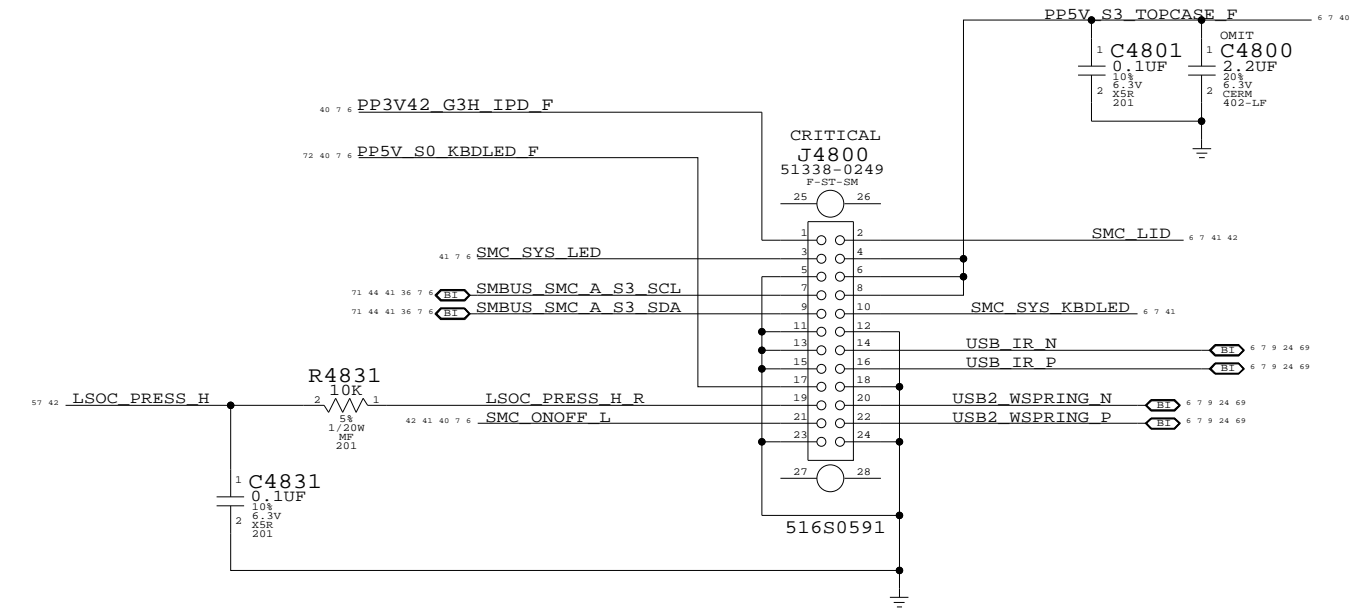 PP5V_S3_TOPCASE_F 6 7 40
1 C4801
0.1UF
10%
6.3V
2 X5R
201
OMIT
1 C4800
2.2UF
20%
6.3V
2 CERM
402-LF
40 7 6 PP3V42_G3H_IPD_F
72 40 7 6 PP5V_S0_KBDLED_F
CRITICAL
J4800
51338-0249
F-ST-SM
25 26
1 2 SMC_LID 6 7 41 42
41 7 6 SMC_SYS_LED 3 4
5 6
71 44 41 36 7 6 BI SMBUS_SMC_A_S3_SCL 7 8
71 44 41 36 7 6 BI SMBUS_SMC_A_S3_SDA 9 10 SMC_SYS_KBDLED 6 7 41
11 12
13 14 USB_IR_N BI 6 7 9 24 69
15 16 USB_IR_P BI 6 7 9 24 69
17 18
57 42 LSOC_PRESS_H
R4831
10K
2 1
5%
1/20W
MF
201
LSOC_PRESS_H_R 19 20 USB2_WSPRING_N BI 6 7 9 24 69
42 41 40 7 6 SMC_ONOFF_L 21 22 USB2_WSPRING_P BI 6 7 9 24 69
23 24
27 28
516S0591
1 C4831
0.1UF
10%
6.3V
2 X5R
201